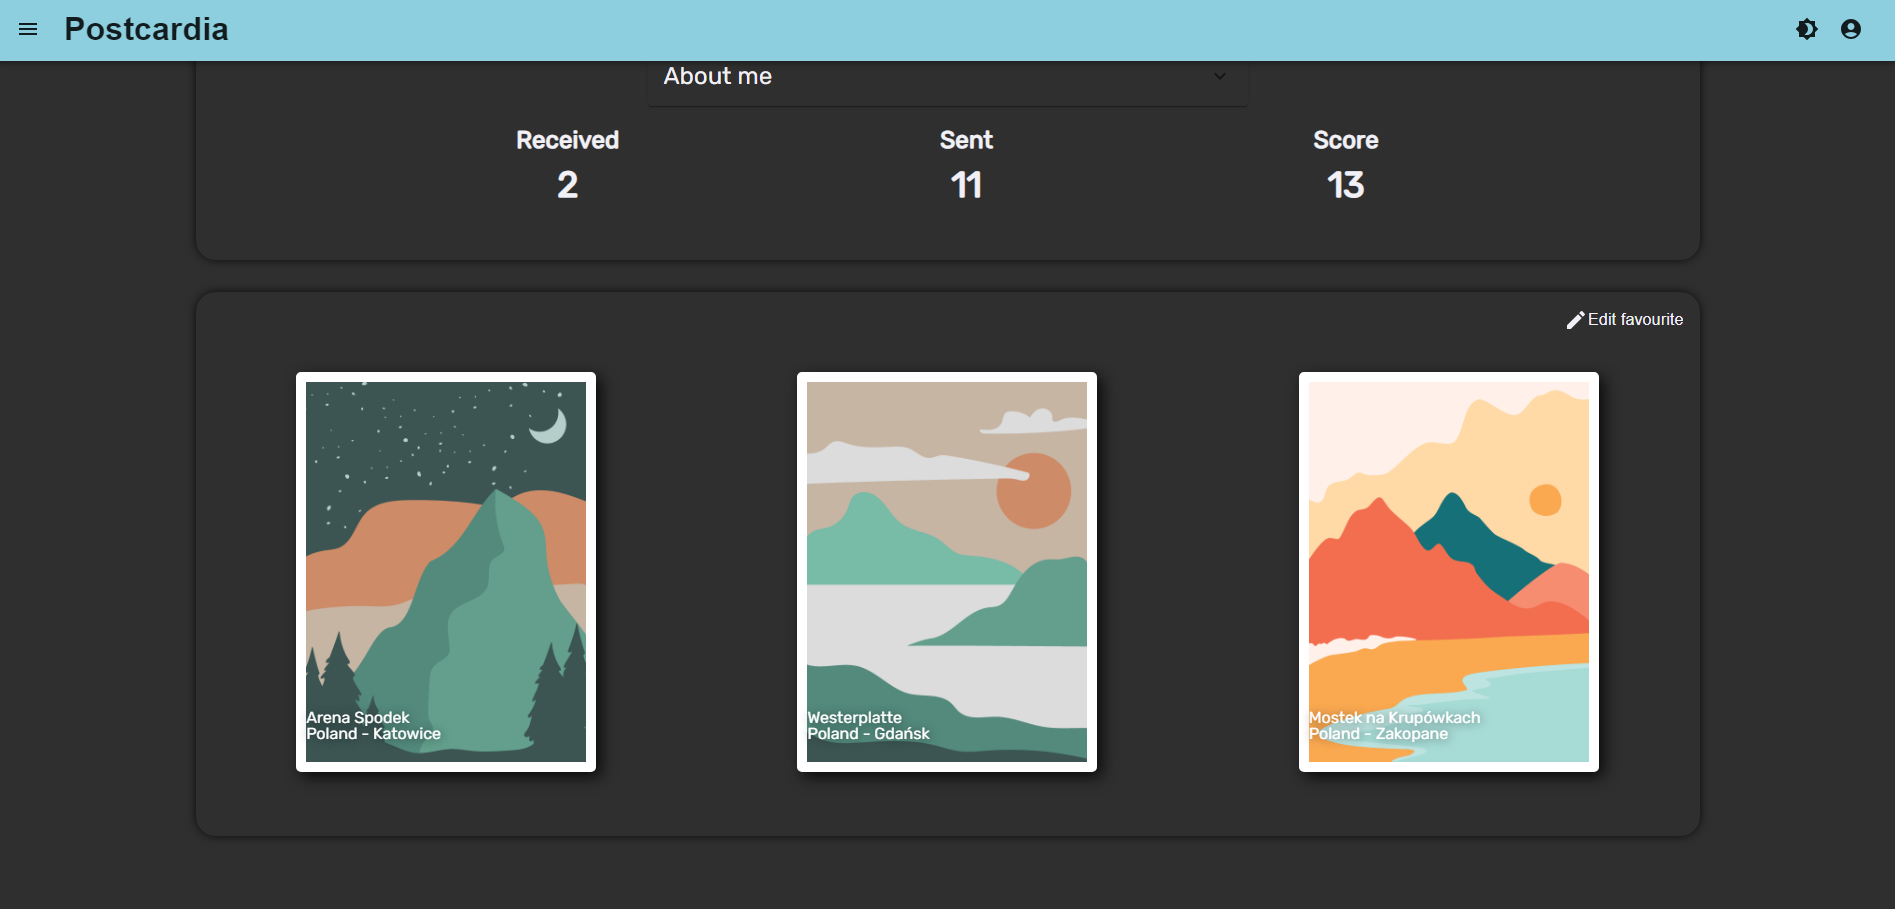 Postcardia
About me
Received
Sent
Score
2
11
13
Edit favourite
Arena Spodek
Poland - Katowice
Westerplatte
Poland - Gdańsk
Mostek na Krupówkach
Poland - Zakopane